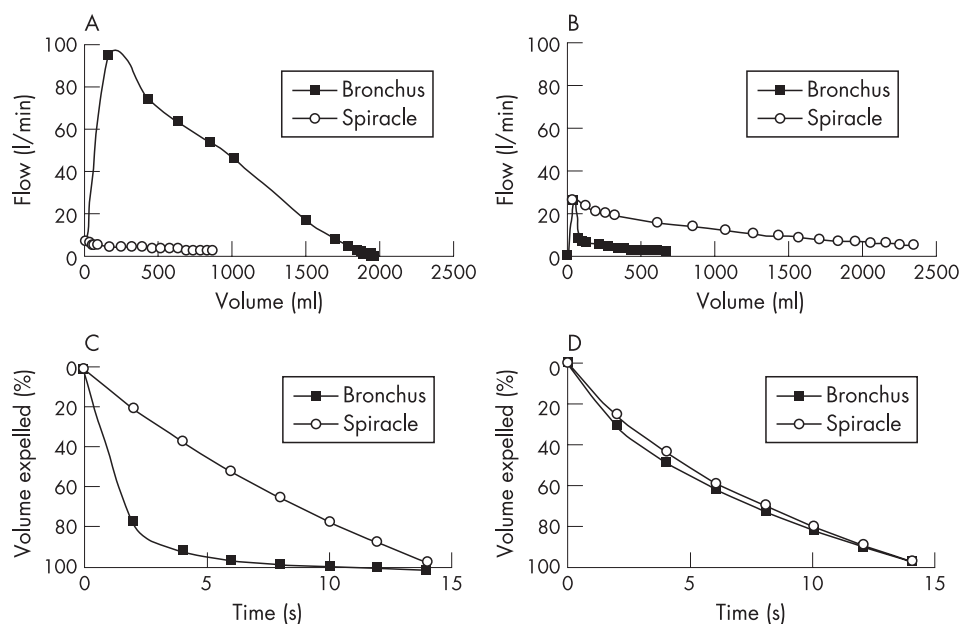 A
100
80
60
40
20
0
Flow (l/min)
0 500 1000 1500 2000 2500
Volume (ml)
Bronchus
Spiracle
B
100
80
60
40
20
0
Flow (l/min)
0 500 1000 1500 2000 2500
Volume (ml)
Bronchus
Spiracle
C
0
20
40
60
80
100
Volume expelled (%)
0 5 10 15
Time (s)
Bronchus
Spiracle
D
0
20
40
60
80
100
Volume expelled (%)
0 5 10 15
Time (s)
Bronchus
Spiracle